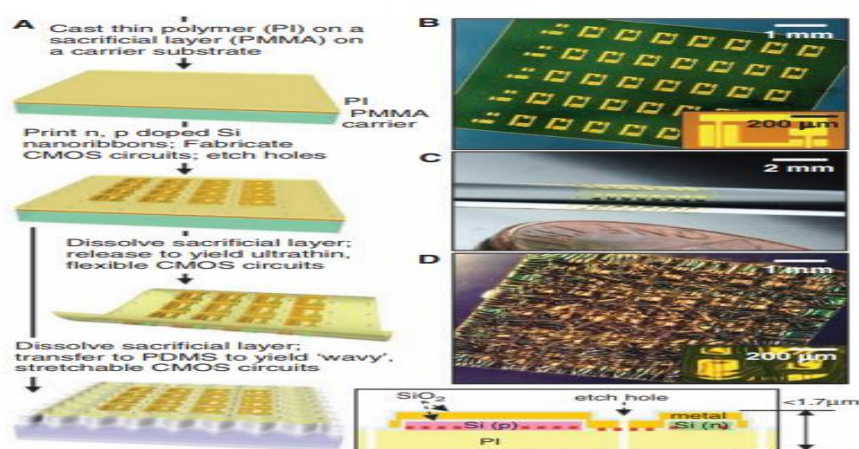 A
Cast thin polymer (PI) on a
sacrificial layer (PMMA) on
a carrier substrate
PI
PMMA
carrier
Print n, p doped Si
nanoribbons; Fabricate
CMOS circuits; etch holes
Dissolve sacrificial layer;
release to yield ultrathin,
flexible CMOS circuits
Dissolve sacrificial layer;
transfer to PDMS to yield 'wavy',
stretchable CMOS circuits
B
1 mm
200 μm
C
2 mm
D
1 mm
200 μm
SiO₂
etch hole
<1.7μm
metal
Si (p)
Si (n)
PI